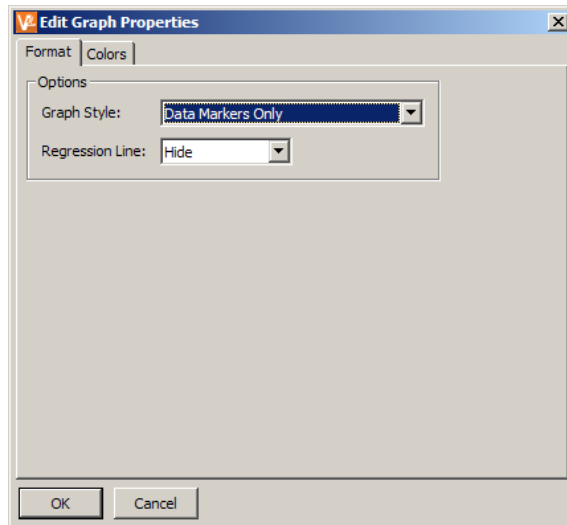 Edit Graph Properties
Format Colors
Options
Graph Style: Data Markers Only
Regression Line: Hide
OK Cancel